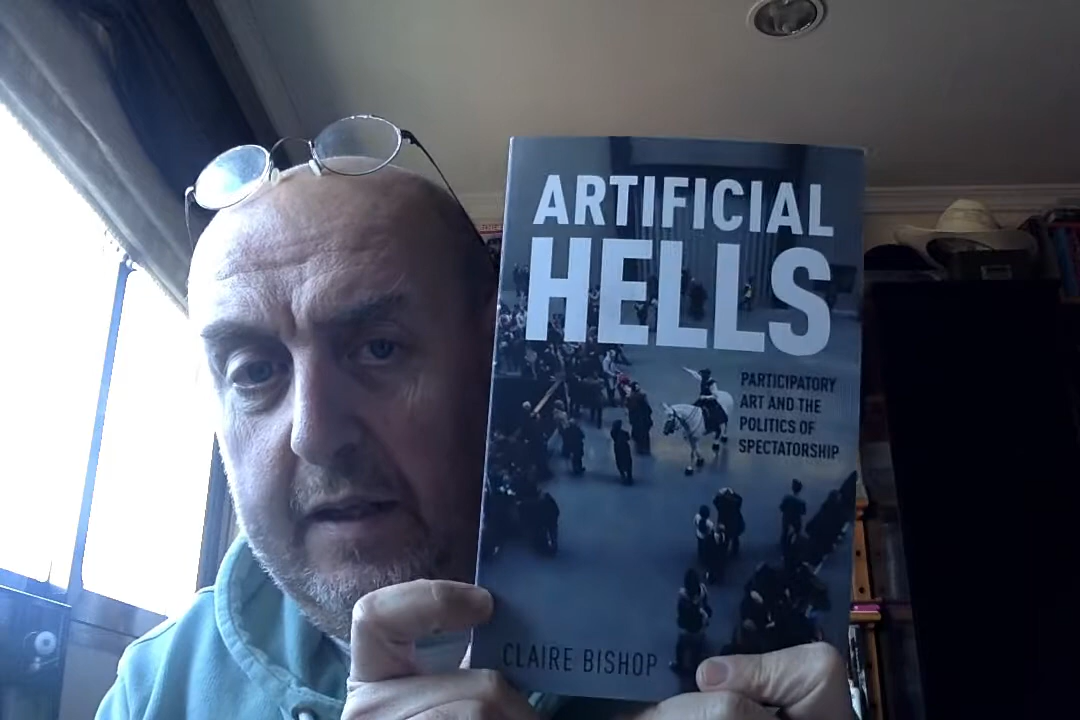 ARTIFICIAL
HELLS
PARTICIPATORY
ART AND THE
POLITICS OF
SPECTATORSHIP
CLAIRE BISHOP